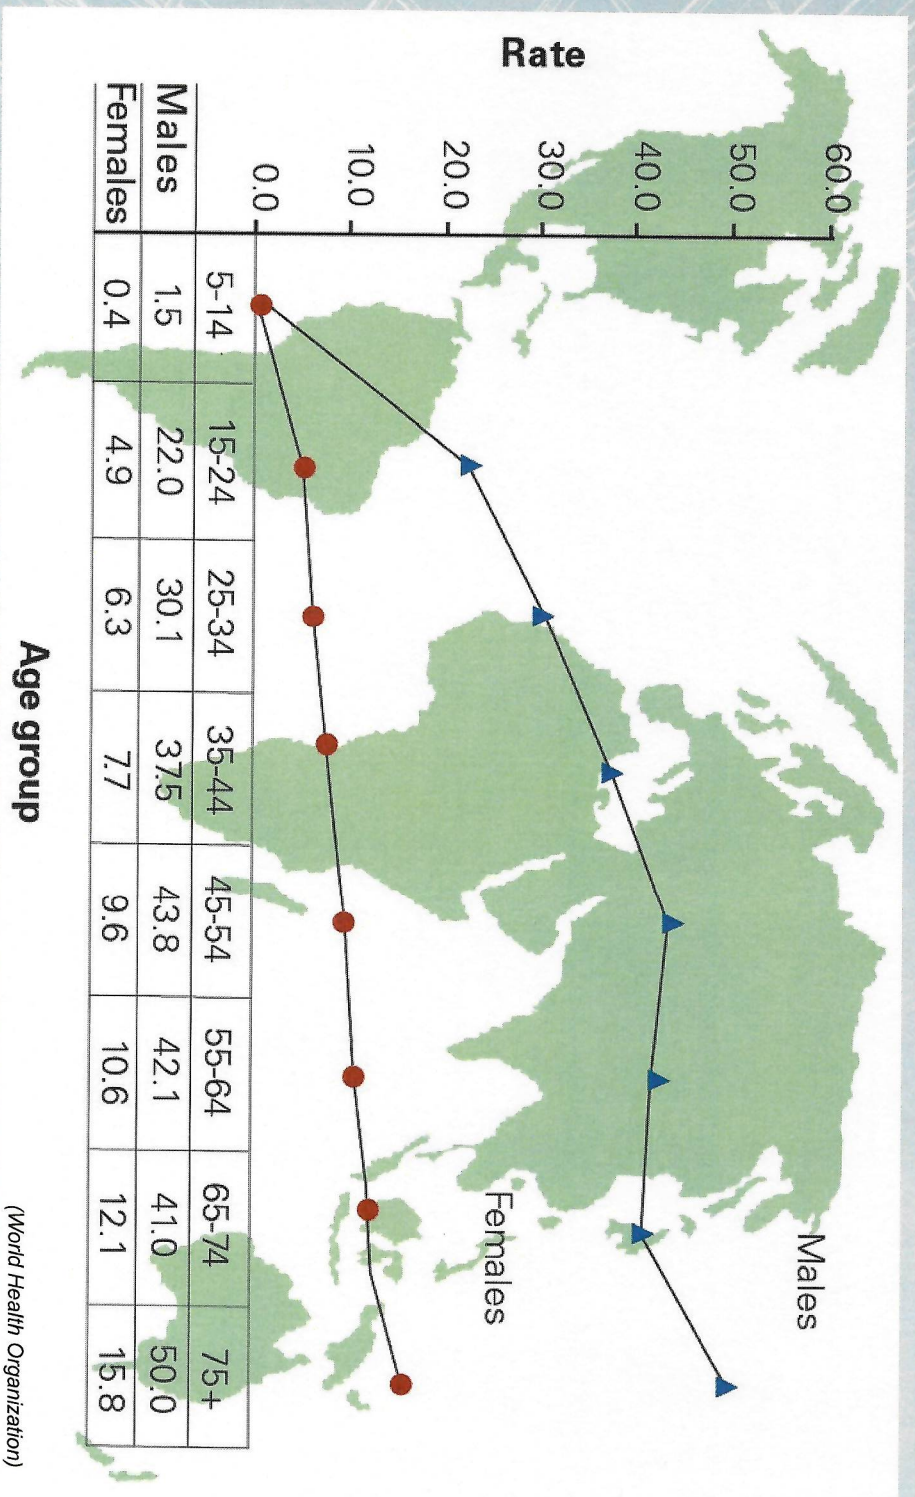 Rate
60.0
50.0
40.0
30.0
20.0
10.0
0.0
Males
Females
5-14 15-24 25-34 35-44 45-54 55-64 65-74 75+
Males 1.5 22.0 30.1 37.5 43.8 42.1 41.0 50.0
Females 0.4 4.9 6.3 7.7 9.6 10.6 12.1 15.8
Age group
(World Health Organization)